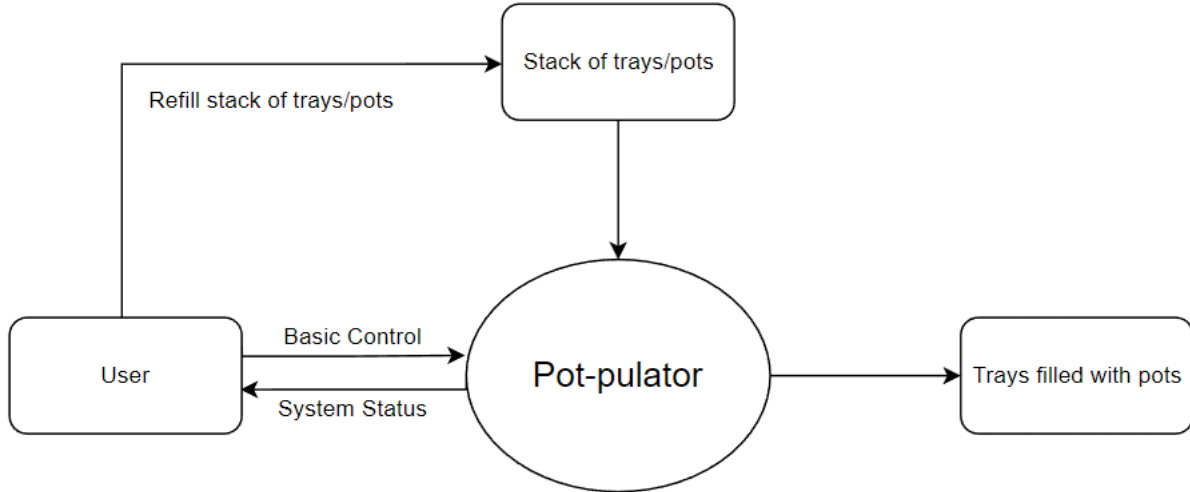 Stack of trays/pots
Refill stack of trays/pots
Basic Control
User
Pot-pulator
Trays filled with pots
System Status